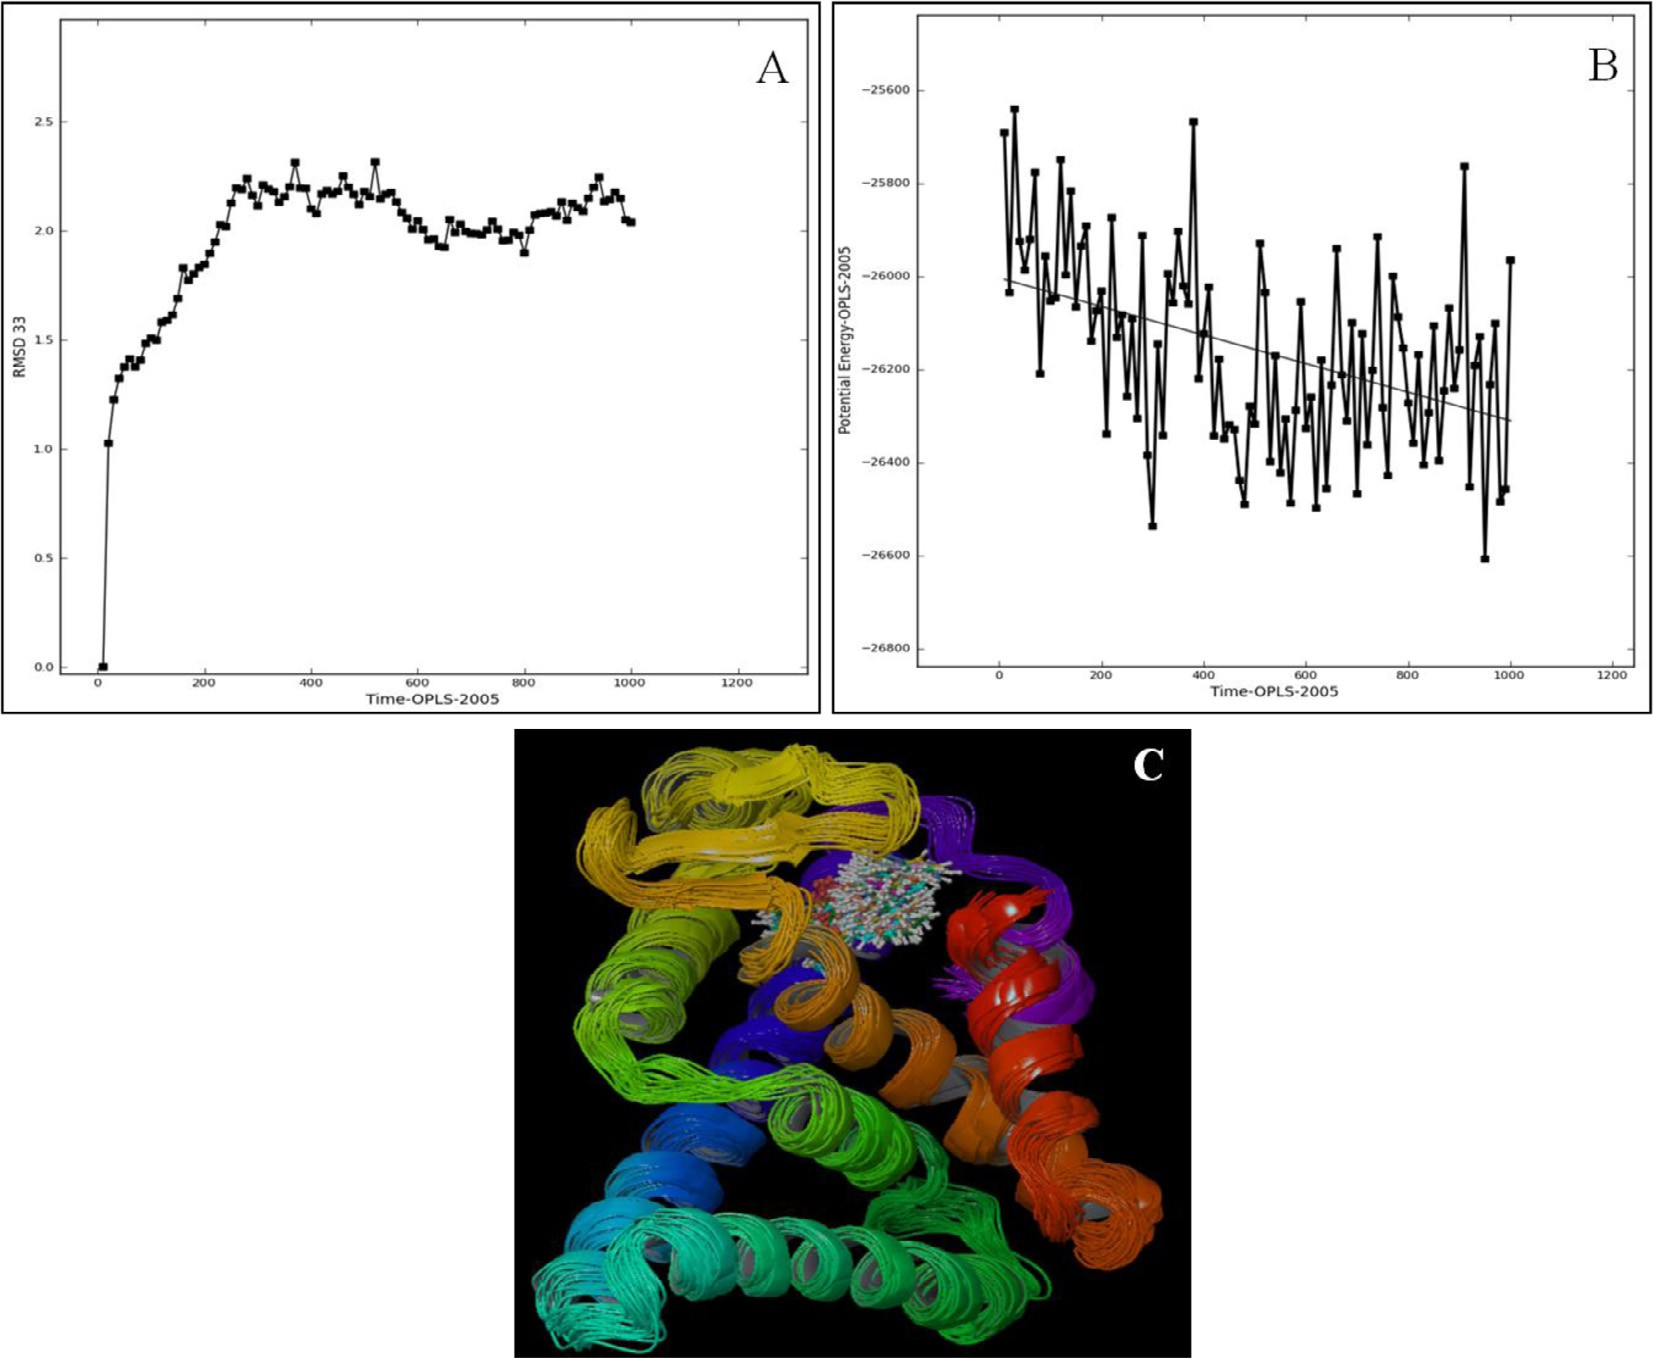 A
2.5
2.0
1.5
1.0
0.5
0.0
RMSD 33
0 200 400 600 800 1000 1200
Time-OPLS-2005
B
−25600
−25800
−26000
−26200
−26400
−26600
−26800
Potential Energy-OPLS-2005
0 200 400 600 800 1000 1200
Time-OPLS-2005
C